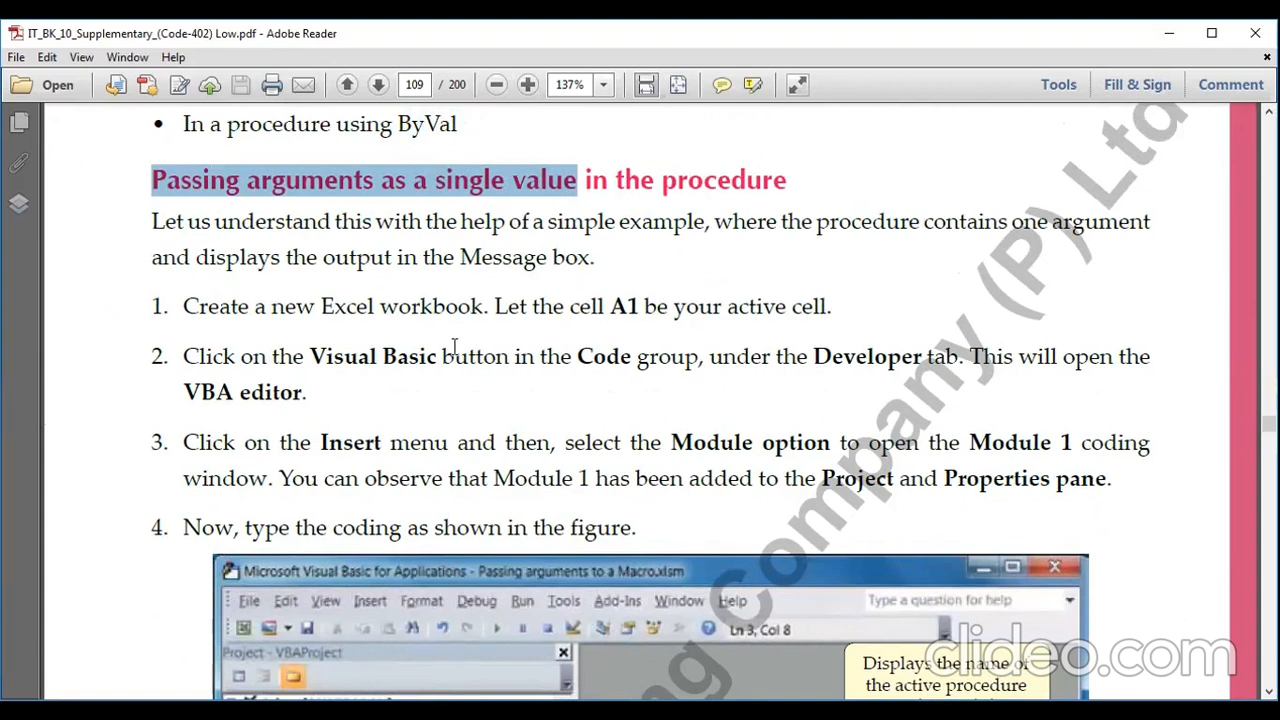 IT_BK_10_Supplementary_(Code-402) Low.pdf - Adobe Reader
File Edit View Window Help
Open 109 / 200 137% Tools Fill & Sign Comment
• In a procedure using ByVal
Passing arguments as a single value in the procedure
Let us understand this with the help of a simple example, where the procedure contains one argument
and displays the output in the Message box.
1. Create a new Excel workbook. Let the cell A1 be your active cell.
2. Click on the Visual Basic button in the Code group, under the Developer tab. This will open the
VBA editor.
3. Click on the Insert menu and then, select the Module option to open the Module 1 coding
window. You can observe that Module 1 has been added to the Project and Properties pane.
4. Now, type the coding as shown in the figure.
Microsoft Visual Basic for Applications - Passing arguments to a Macro.xlsm
File Edit View Insert Format Debug Run Tools Add-Ins Window Help Type a question for help
Ln 3, Col 8
Project - VBAProject
Displays the name of
the active procedure
ng Company (P) Ltd
clideo.com